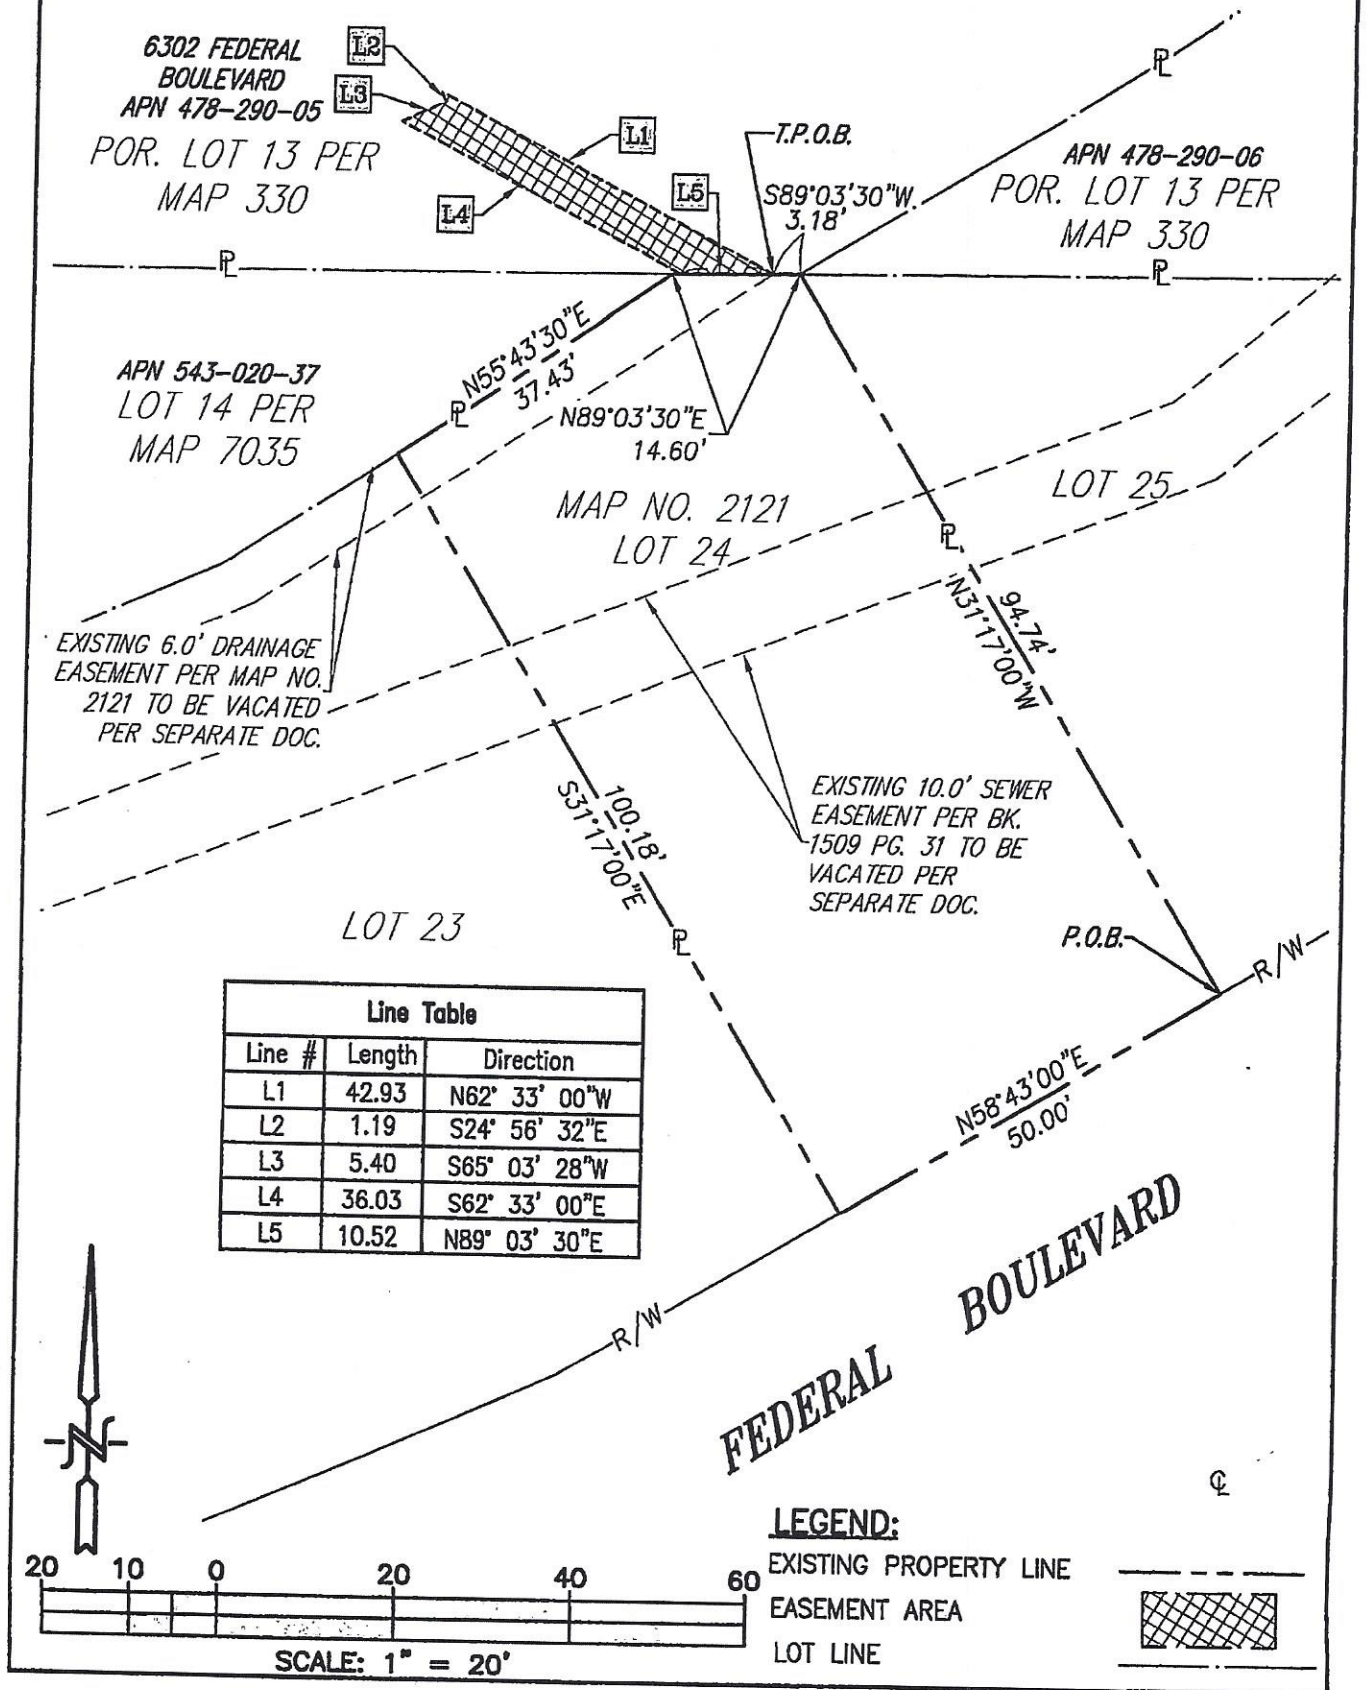 6302 FEDERAL
BOULEVARD
APN 478-290-05
POR. LOT 13 PER
MAP 330
L2
L3
L1
L4
L5
T.P.O.B.
S89°03'30"W
3.18'
APN 478-290-06
POR. LOT 13 PER
MAP 330
PL
PL
PL
APN 543-020-37
LOT 14 PER
MAP 7035
N55°43'30"E
37.43'
PL
N89°03'30"E
14.60'
MAP NO. 2121
LOT 24
LOT 25
PL
94.74'
N31°17'00"W
EXISTING 6.0' DRAINAGE
EASEMENT PER MAP NO.
2121 TO BE VACATED
PER SEPARATE DOC.
100.18'
S31°17'00"E
PL
EXISTING 10.0' SEWER
EASEMENT PER BK.
1509 PG. 31 TO BE
VACATED PER
SEPARATE DOC.
LOT 23
P.O.B.
R/W
Line Table
Line # Length Direction
L1 42.93 N62° 33' 00"W
L2 1.19 S24° 56' 32"E
L3 5.40 S65° 03' 28"W
L4 36.03 S62° 33' 00"E
L5 10.52 N89° 03' 30"E
N58°43'00"E
50.00'
R/W
FEDERAL BOULEVARD
CL
N
20 10 0 20 40 60
SCALE: 1" = 20'
LEGEND:
EXISTING PROPERTY LINE
EASEMENT AREA
LOT LINE